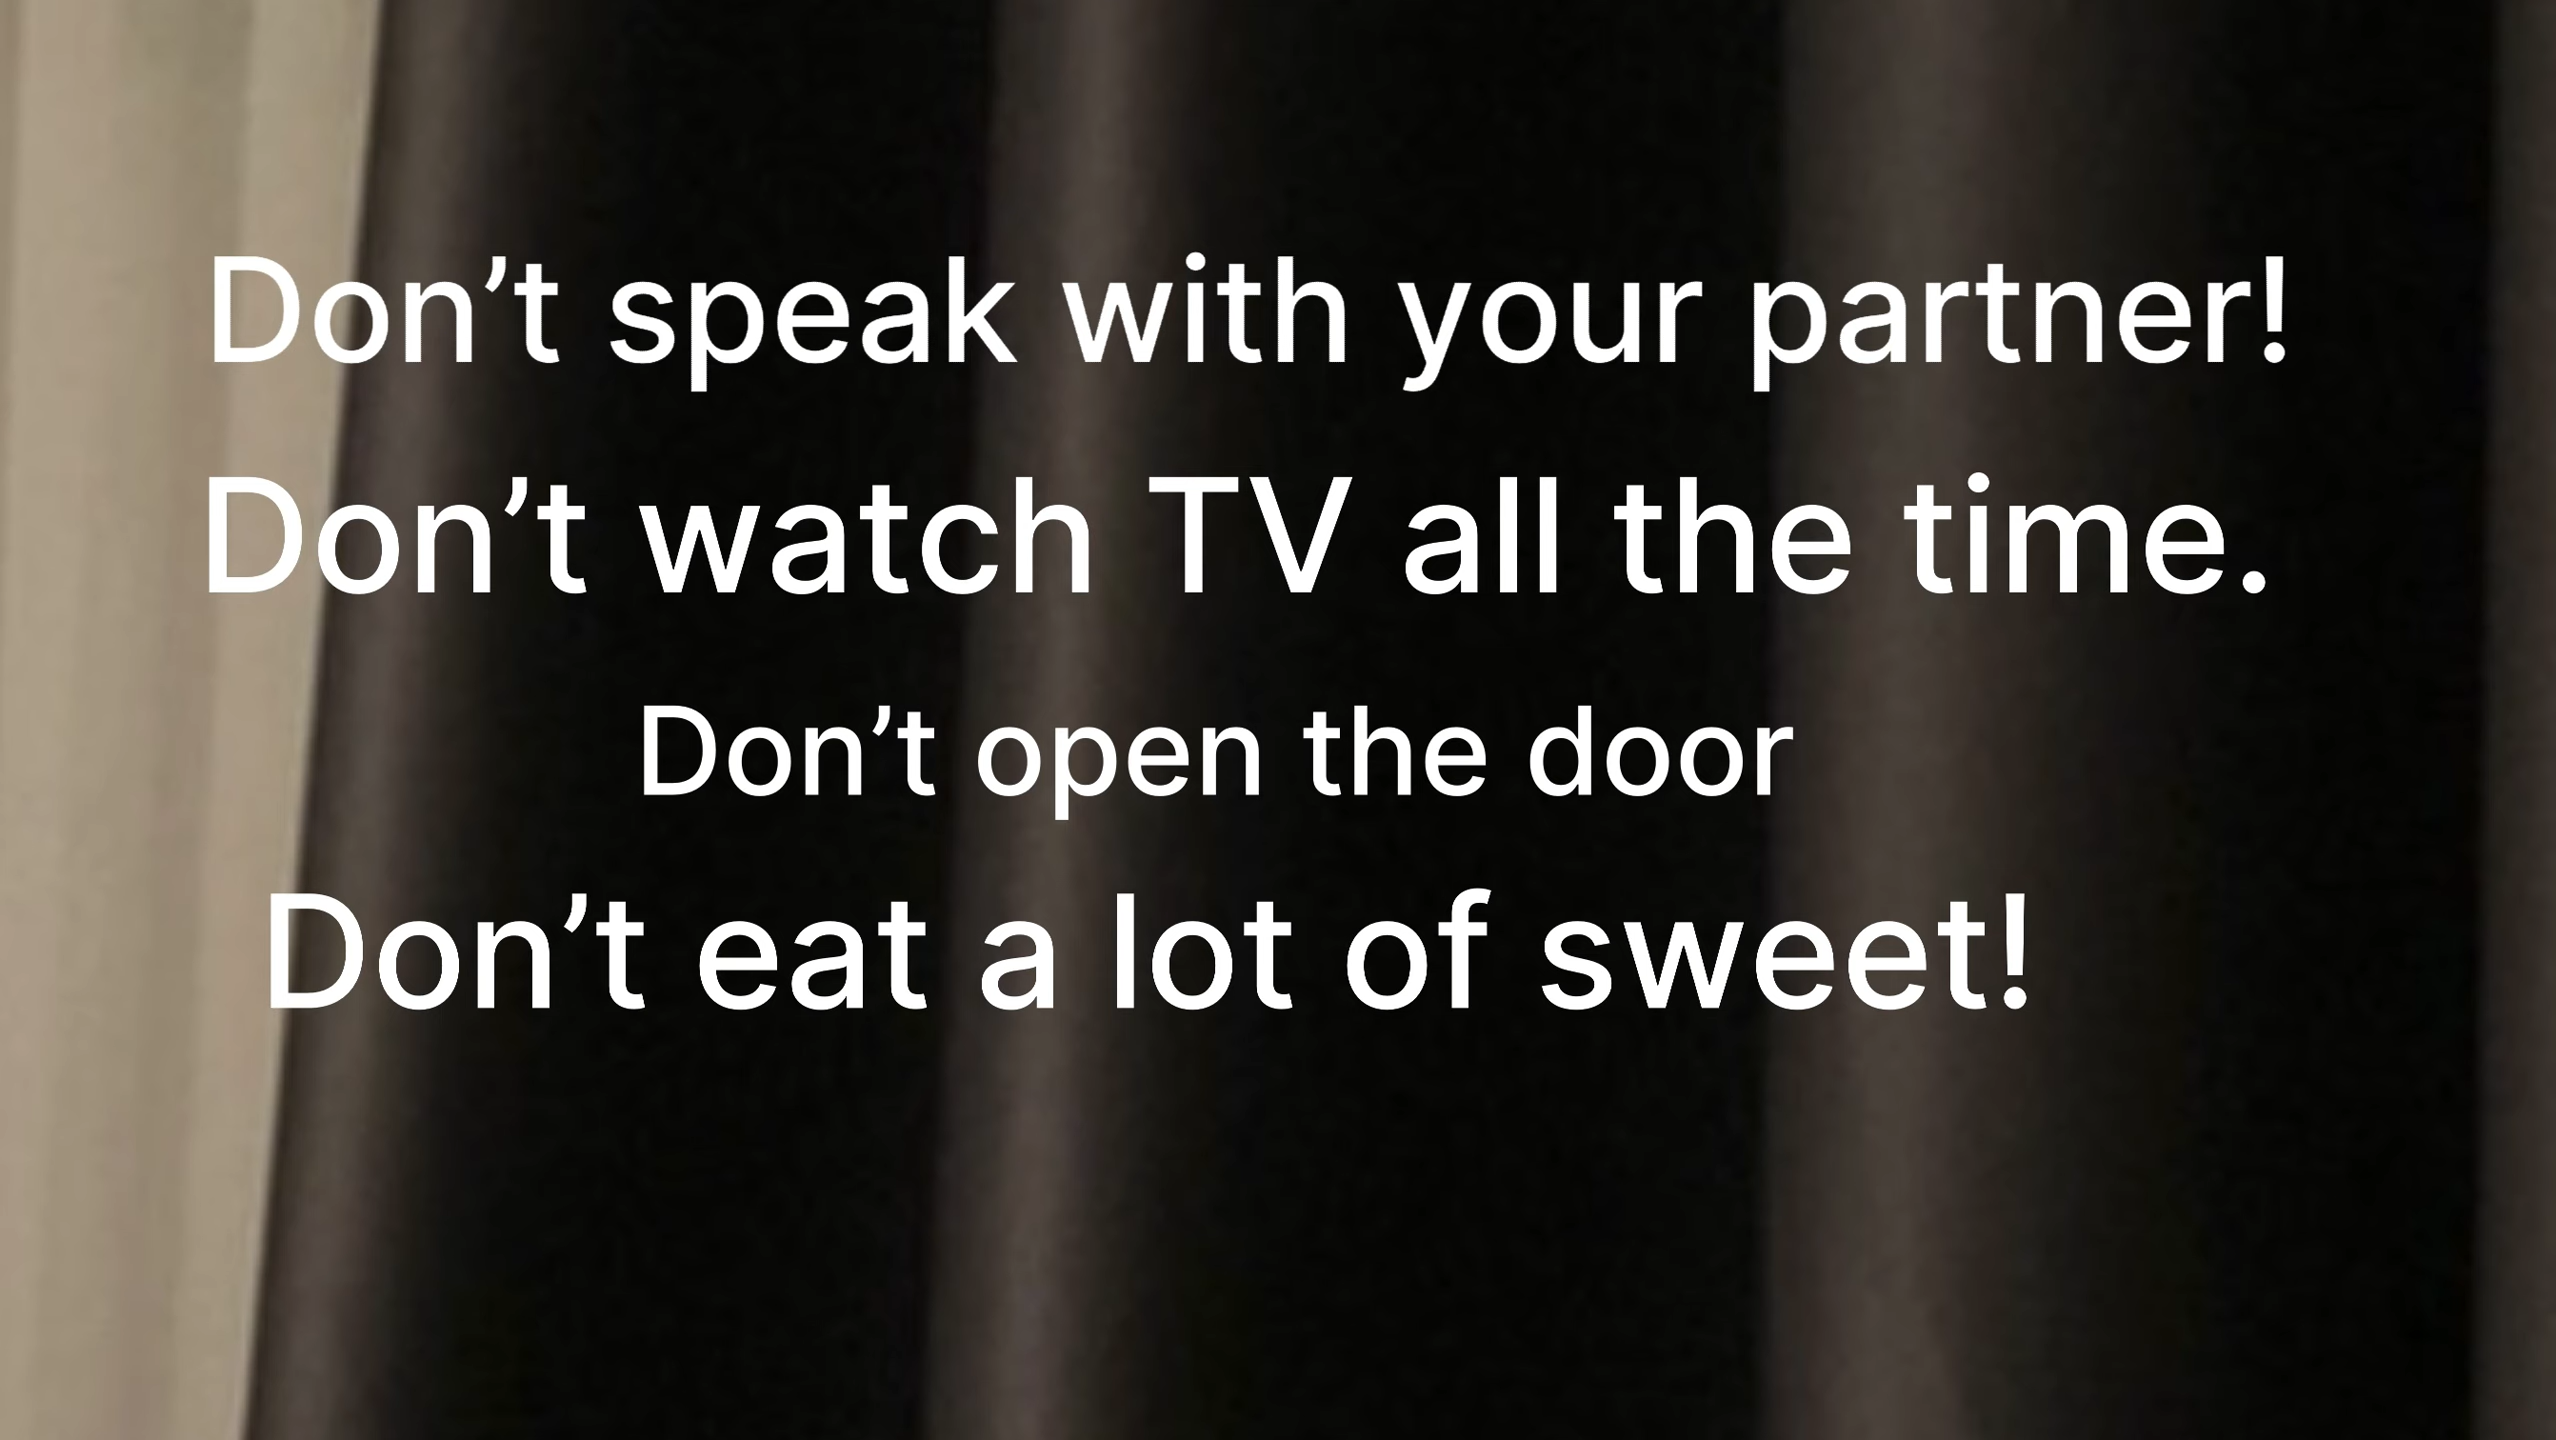 Don’t speak with your partner!
Don’t watch TV all the time.
Don’t open the door
Don’t eat a lot of sweet!